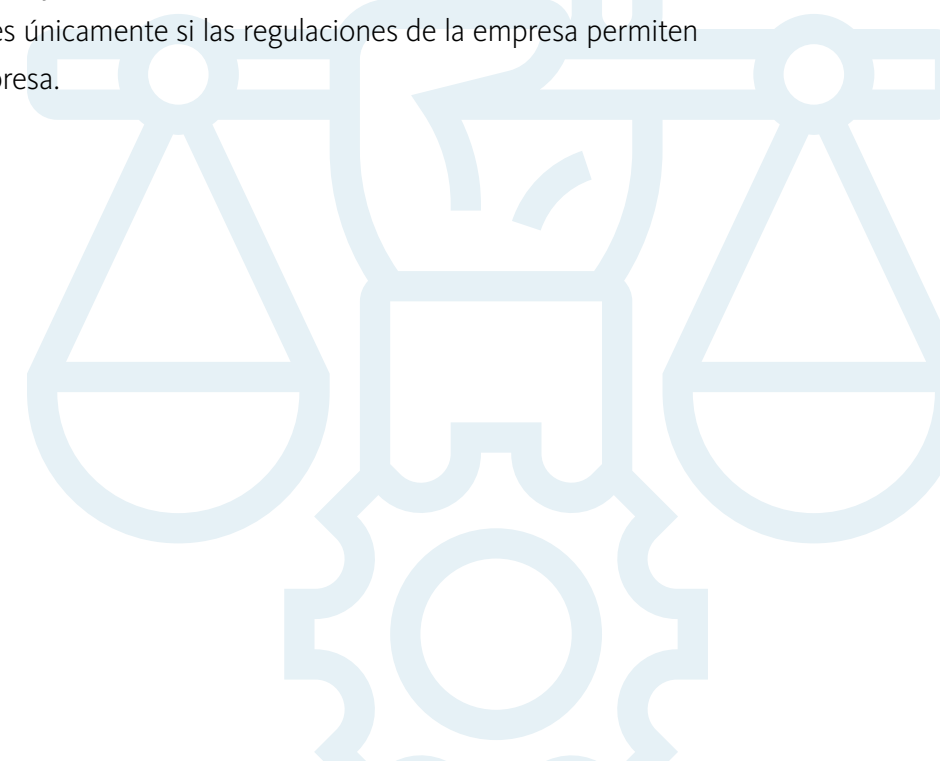 es únicamente si las regulaciones de la empresa permiten
presa.